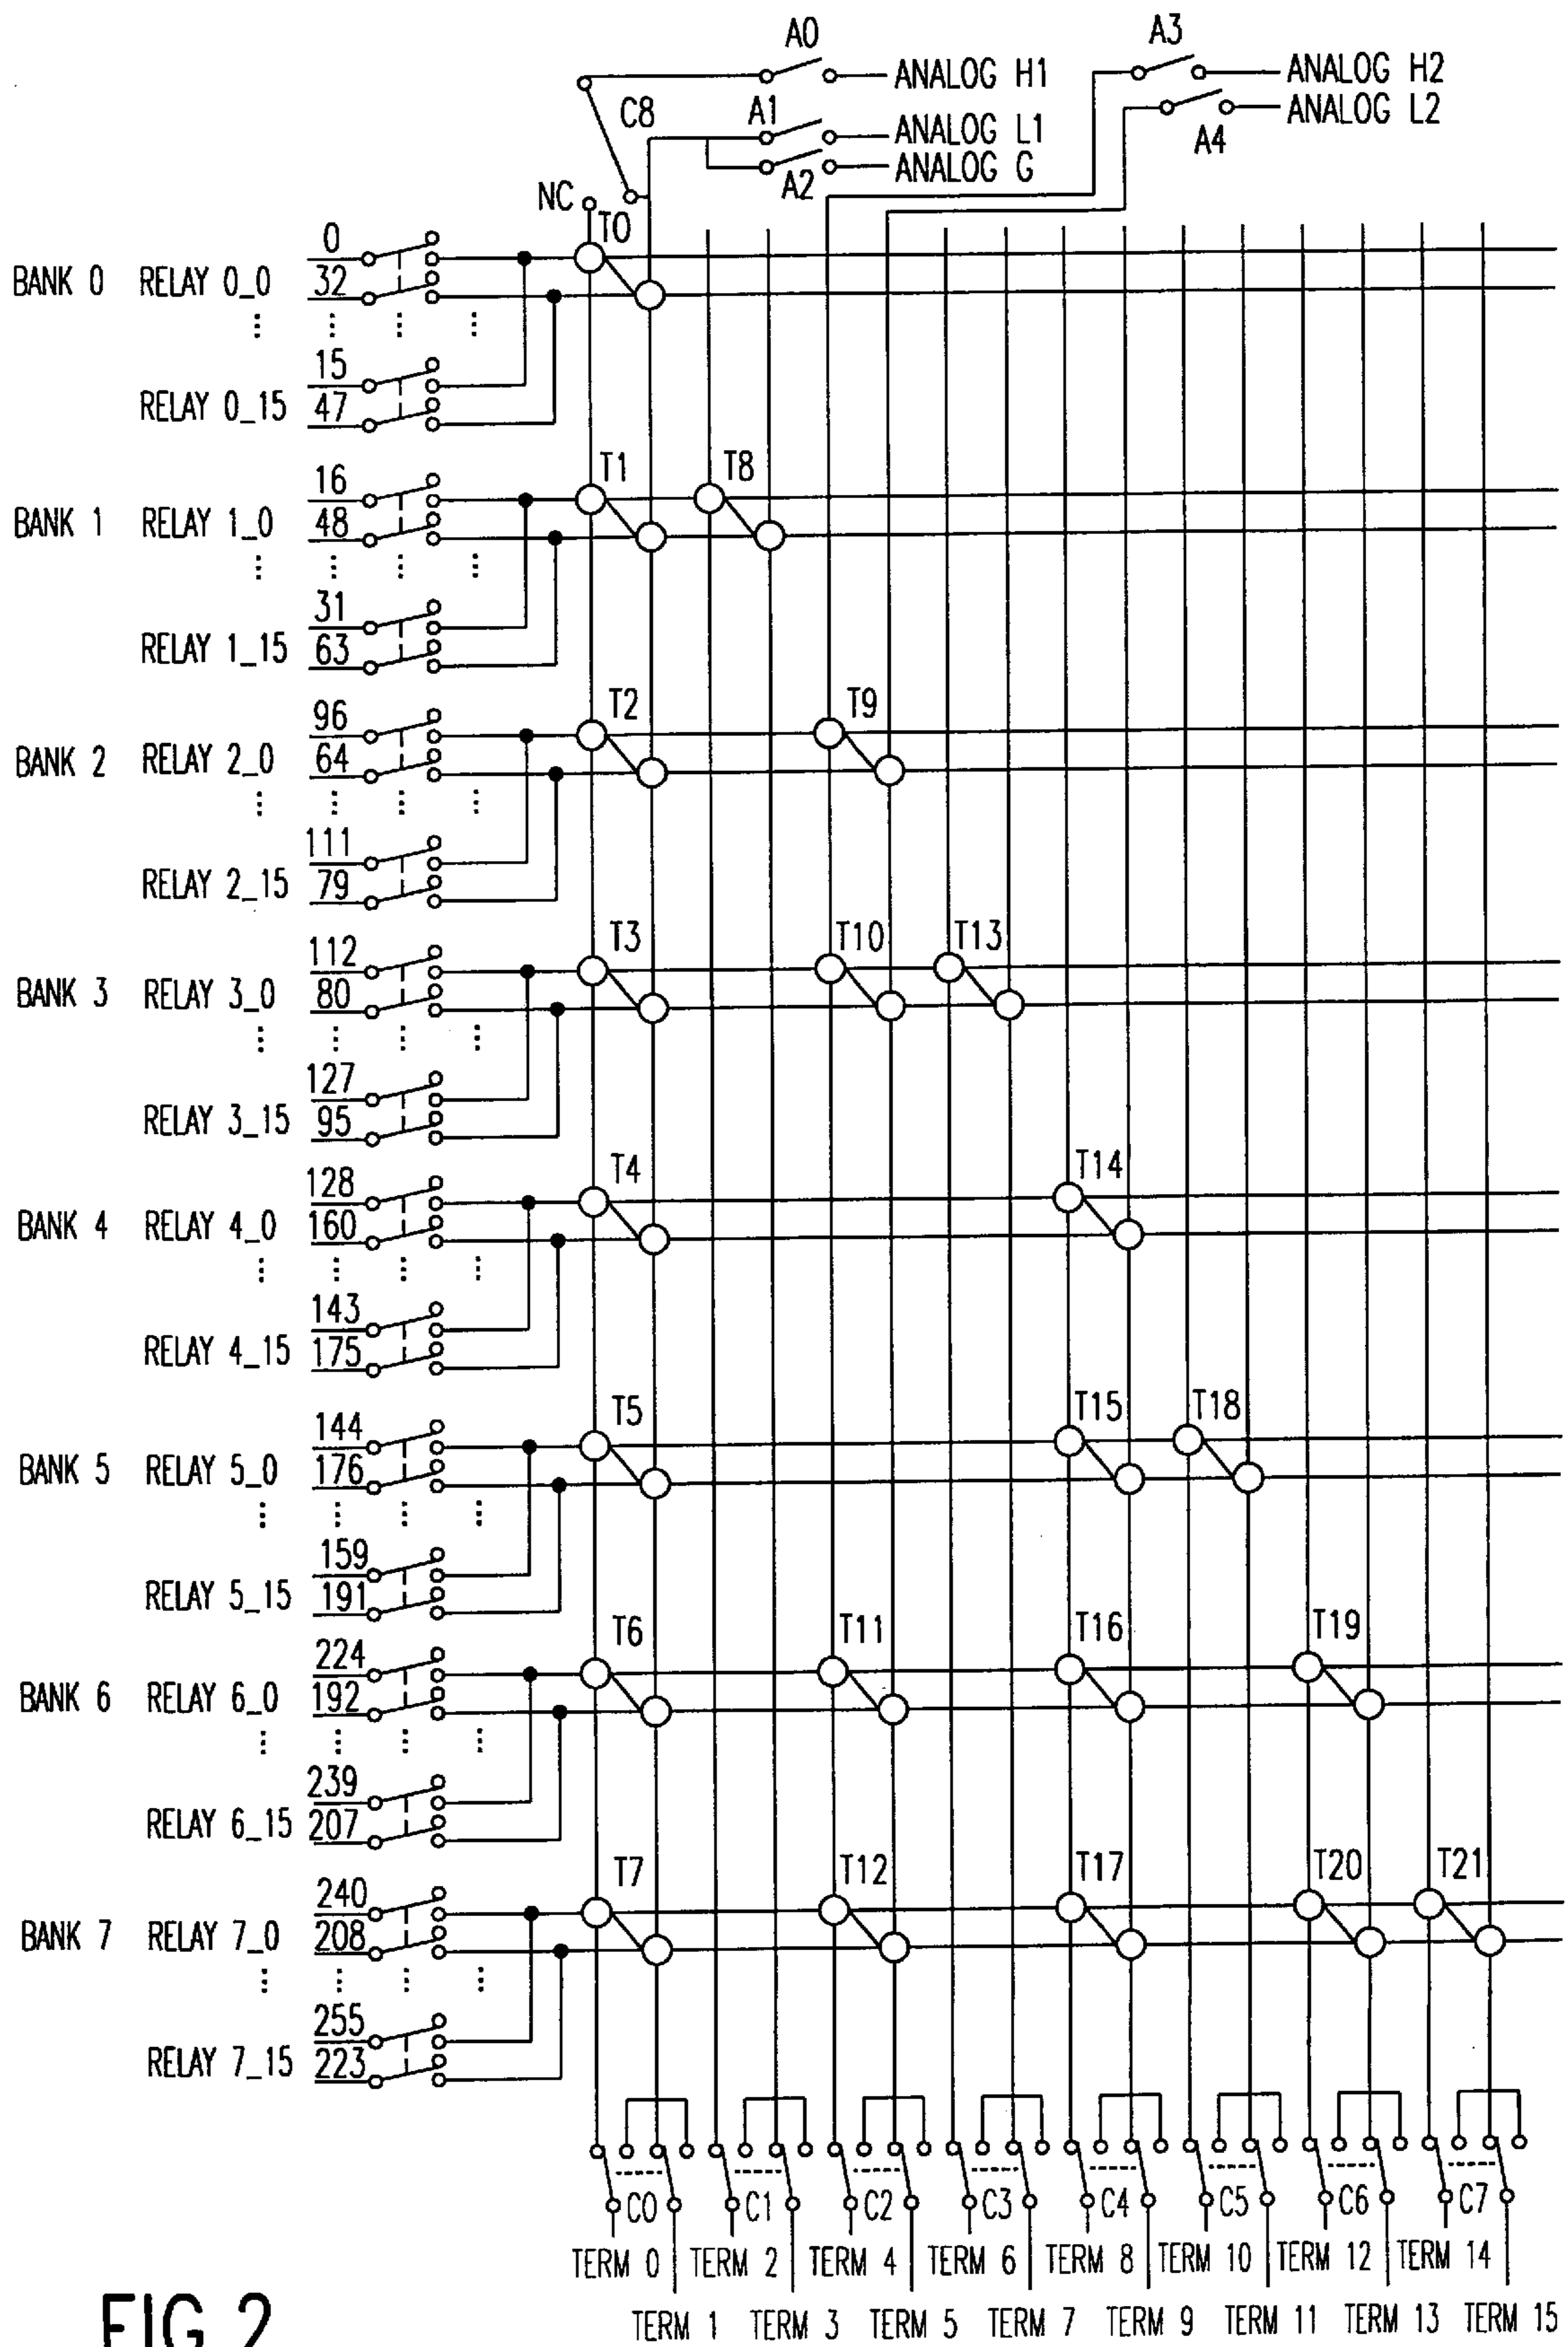 A0
A3
ANALOG H1
ANALOG H2
C8
A1
ANALOG L1
ANALOG L2
A2
ANALOG G
A4
NC
T0
BANK 0 RELAY 0_0
0
32
RELAY 0_15
15
47
T1 T8
BANK 1 RELAY 1_0
16
48
RELAY 1_15
31
63
T2 T9
BANK 2 RELAY 2_0
96
64
RELAY 2_15
111
79
T3 T10 T13
BANK 3 RELAY 3_0
112
80
RELAY 3_15
127
95
T4 T14
BANK 4 RELAY 4_0
128
160
RELAY 4_15
143
175
T5 T15 T18
BANK 5 RELAY 5_0
144
176
RELAY 5_15
159
191
T6 T11 T16 T19
BANK 6 RELAY 6_0
224
192
RELAY 6_15
239
207
T7 T12 T17 T20 T21
BANK 7 RELAY 7_0
240
208
RELAY 7_15
255
223
C0 C1 C2 C3 C4 C5 C6 C7
TERM 0 TERM 2 TERM 4 TERM 6 TERM 8 TERM 10 TERM 12 TERM 14
TERM 1 TERM 3 TERM 5 TERM 7 TERM 9 TERM 11 TERM 13 TERM 15
FIG 2